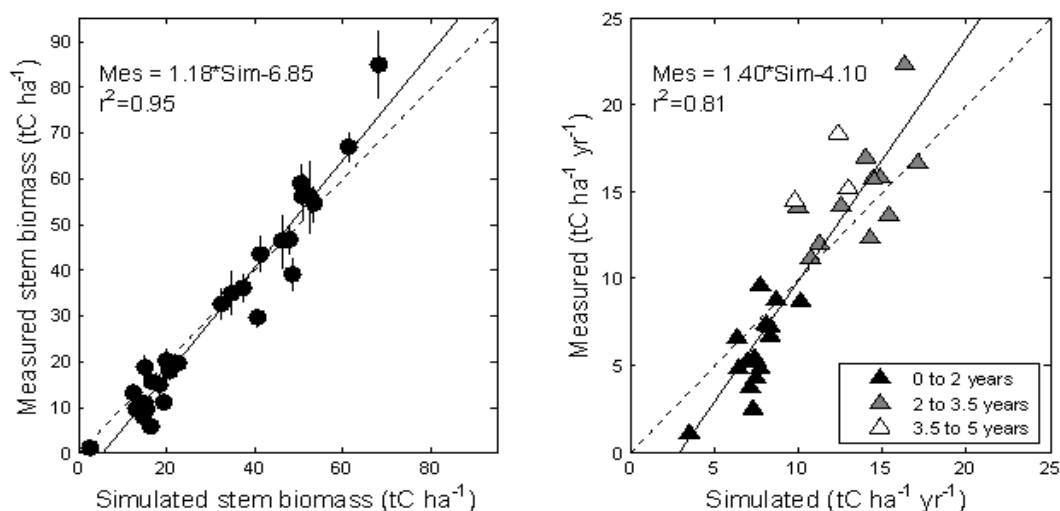 Measured stem biomass (tC ha⁻¹)
90
80
70
60
50
40
30
20
10
0
Mes = 1.18*Sim-6.85
r²=0.95
0
20
40
60
80
Simulated stem biomass (tC ha⁻¹)
Measured (tC ha⁻¹ yr⁻¹)
25
20
15
10
5
0
Mes = 1.40*Sim-4.10
r²=0.81
0 to 2 years
2 to 3.5 years
3.5 to 5 years
0
5
10
15
20
25
Simulated (tC ha⁻¹ yr⁻¹)